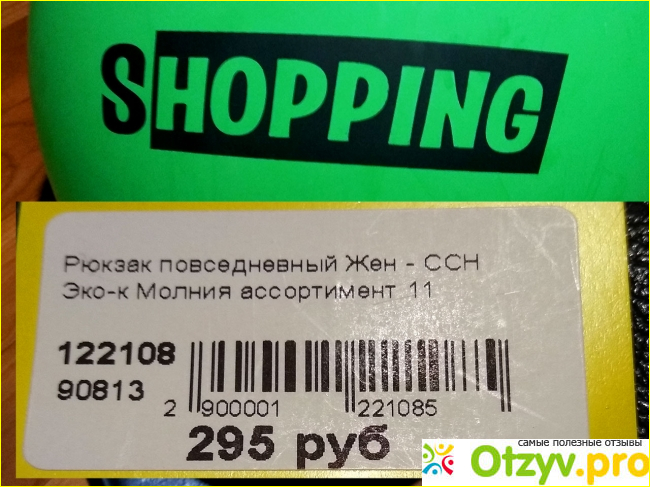 SHOPPING
Рюкзак повседневный Жен - ССН
Эко-к Молния ассортимент 11
122108
90813
2 900001 221085
295 руб
самые полезные отзывы
Otzyv.pro